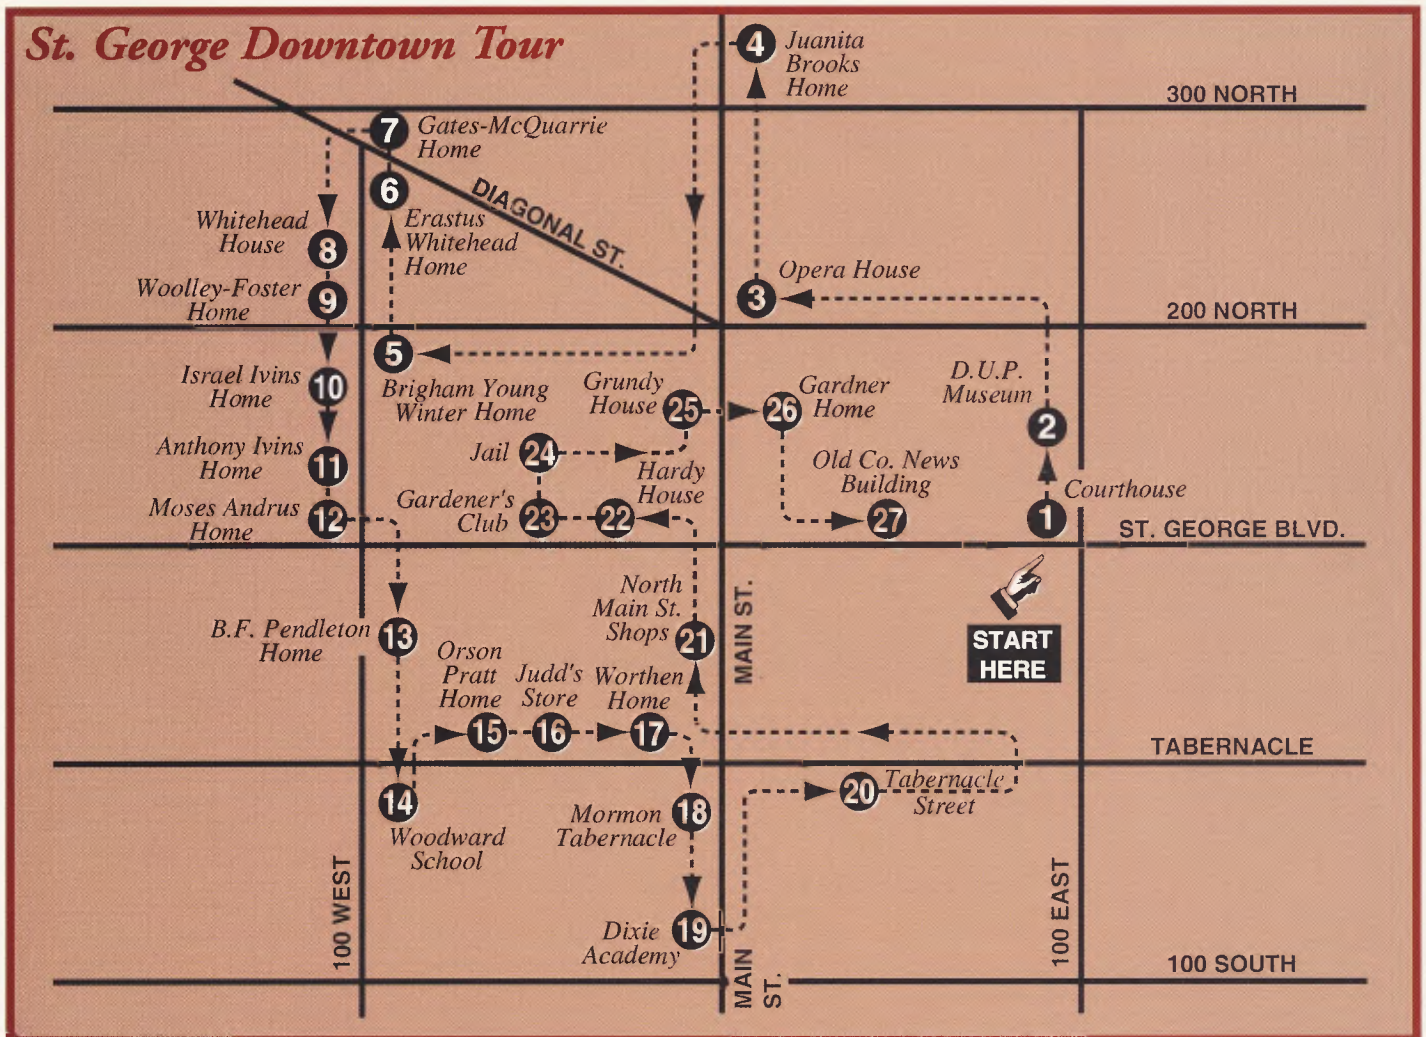 St. George Downtown Tour
4 Juanita
Brooks
Home
300 NORTH
7 Gates-McQuarrie
Home
6 Erastus
Whitehead
Home
DIAGONAL ST.
Whitehead
House 8
Woolley-Foster
Home 9
Opera House
3
200 NORTH
5
Brigham Young
Winter Home
Israel Ivins
Home 10
Grundy
House 25
26 Gardner
Home
D.U.P.
Museum
2
Anthony Ivins
Home 11
Jail 24
Hardy
House
22
Old Co. News
Building
27
Courthouse
1
Moses Andrus
Home 12
Gardener's
Club 23
ST. GEORGE BLVD.
START
HERE
North
Main St.
Shops 21
MAIN ST.
B.F. Pendleton
Home 13
Orson
Pratt
Home
15
Judd's
Store
16
Worthen
Home
17
TABERNACLE
14
Woodward
School
Mormon
Tabernacle 18
20 Tabernacle
Street
Dixie
Academy 19
100 WEST
MAIN
ST.
100 EAST
100 SOUTH